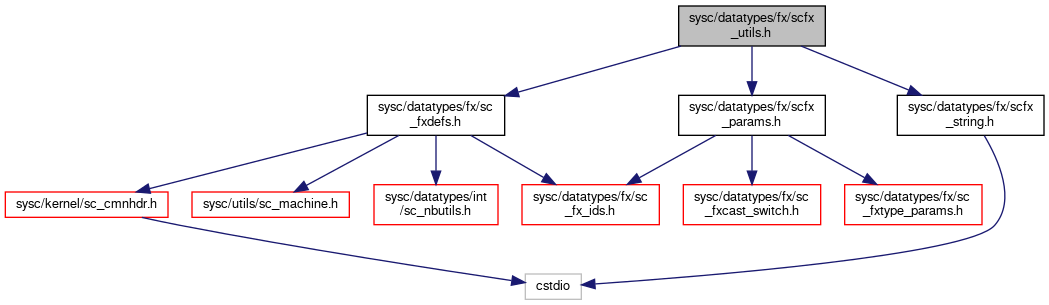 sysc/datatypes/fx/scfx
_utils.h
sysc/datatypes/fx/sc
_fxdefs.h
sysc/datatypes/fx/scfx
_params.h
sysc/datatypes/fx/scfx
_string.h
sysc/kernel/sc_cmnhdr.h
sysc/utils/sc_machine.h
sysc/datatypes/int
/sc_nbutils.h
sysc/datatypes/fx/sc
_fx_ids.h
sysc/datatypes/fx/sc
_fxcast_switch.h
sysc/datatypes/fx/sc
_fxtype_params.h
cstdio